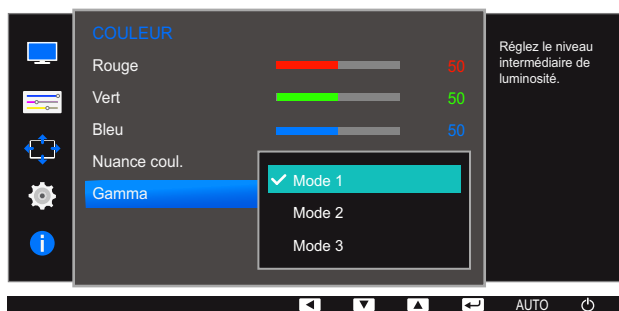 COULEUR
Rouge 50
Vert 50
Bleu 50
Nuance coul.
Gamma
Mode 1
Mode 2
Mode 3
Réglez le niveau
intermédiaire de
luminosité.
AUTO